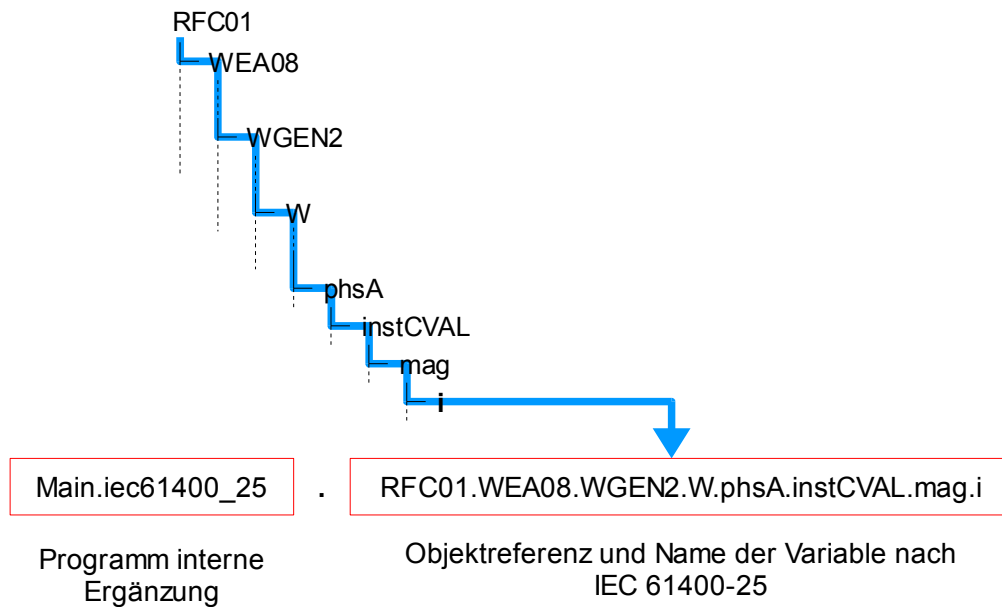 RFC01
WEA08
WGEN2
W
phsA
instCVAL
mag
i
Main.iec61400_25 . RFC01.WEA08.WGEN2.W.phsA.instCVAL.mag.i
Programm interne
Ergänzung
Objektreferenz und Name der Variable nach
IEC 61400-25